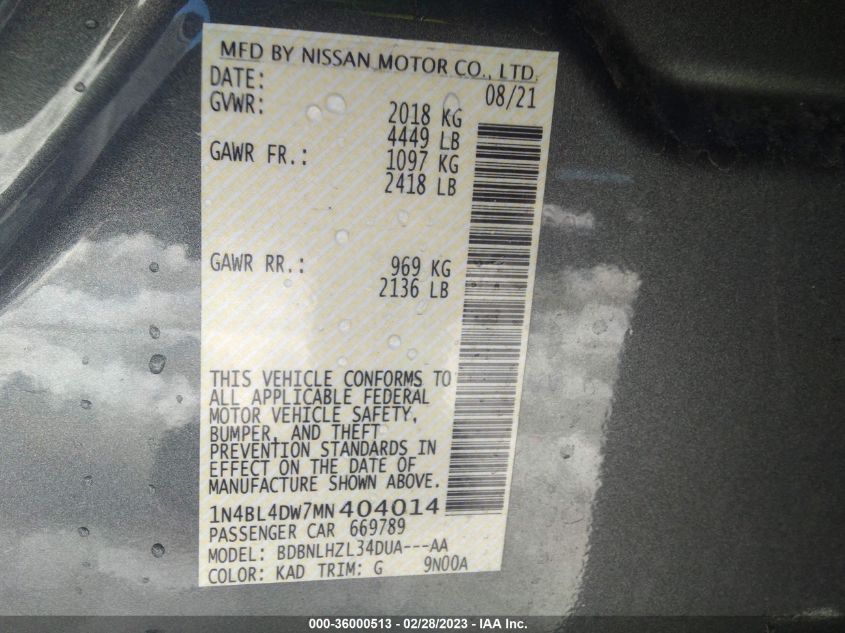 MFD BY NISSAN MOTOR CO., LTD.
DATE: 08/21
GVWR: 2018 KG
4449 LB
GAWR FR.: 1097 KG
2418 LB
GAWR RR.: 969 KG
2136 LB
THIS VEHICLE CONFORMS TO
ALL APPLICABLE FEDERAL
MOTOR VEHICLE SAFETY,
BUMPER, AND THEFT
PREVENTION STANDARDS IN
EFFECT ON THE DATE OF
MANUFACTURE SHOWN ABOVE.
1N4BL4DW7MN404014
PASSENGER CAR 669789
MODEL: BDBNLHZL34DUA---AA
COLOR: KAD TRIM: G 9N00A
000-36000513 - 02/28/2023 - IAA Inc.